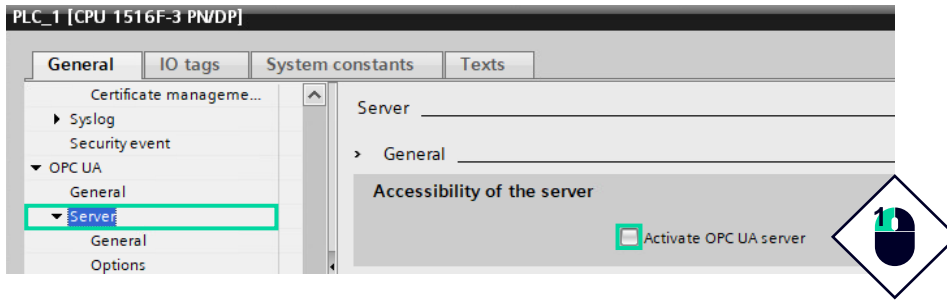 PLC_1 [CPU 1516F-3 PN/DP]
General IO tags System constants Texts
Certificate manageme...
Syslog
Security event
OPC UA
General
Server
General
Options
Server
General
Accessibility of the server
Activate OPC UA server
1